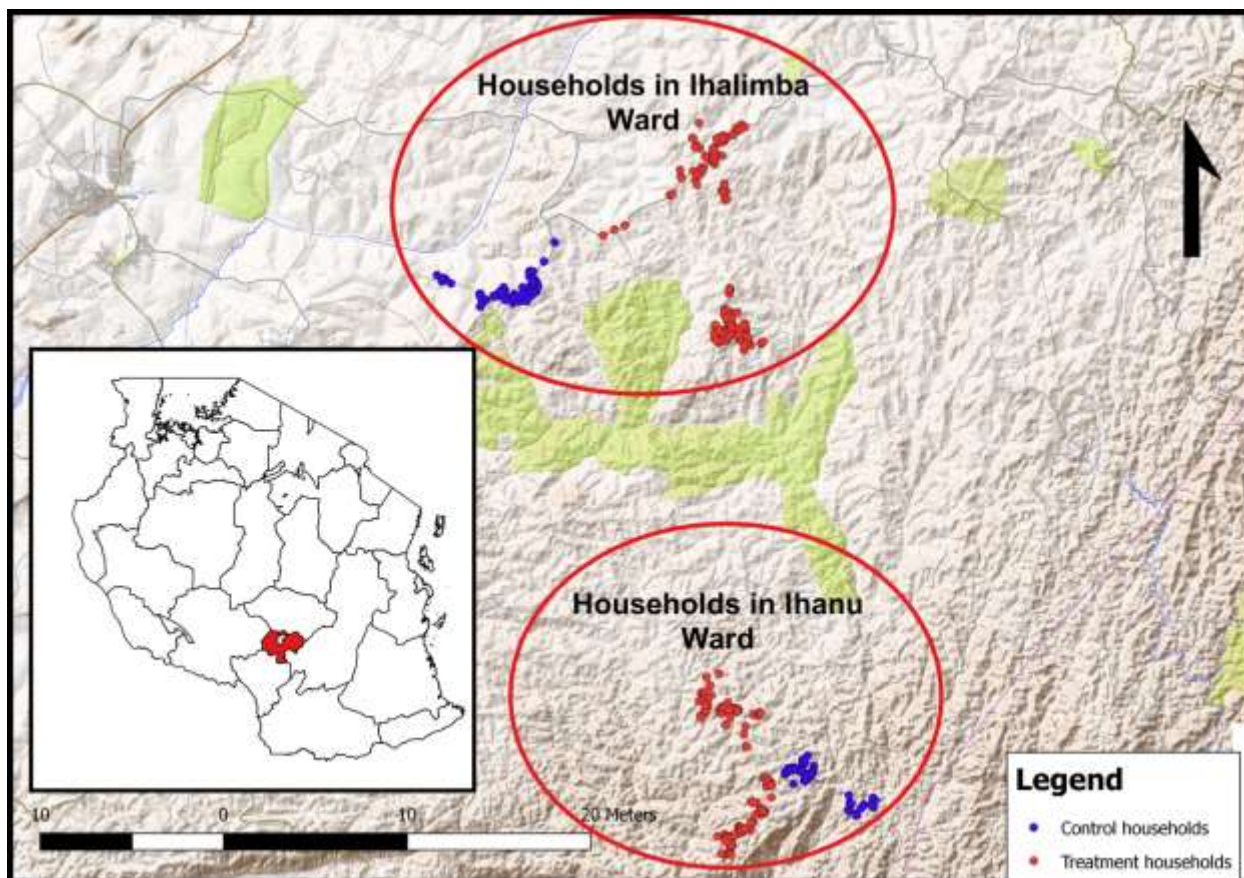 Households in Ihalimba
Ward
Households in Ihanu
Ward
10 0 10 20 Meters
Legend
Control households
Treatment households